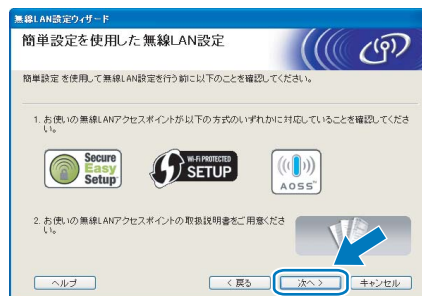 無線LAN設定ウィザード
簡単設定を使用した無線LAN設定
簡単設定を使用して無線LAN設定を行う前に以下のことを確認してください。
1. お使いの無線LANアクセスポイントが以下の方式のいずれかに対応していることを確認してくださ
い。
Secure
Easy
Setup
WI-FI PROTECTED
SETUP
AOSS™
2. お使いの無線LANアクセスポイントの取扱説明書をご用意くださ
い。
ヘルプ
< 戻る
次へ >
キャンセル